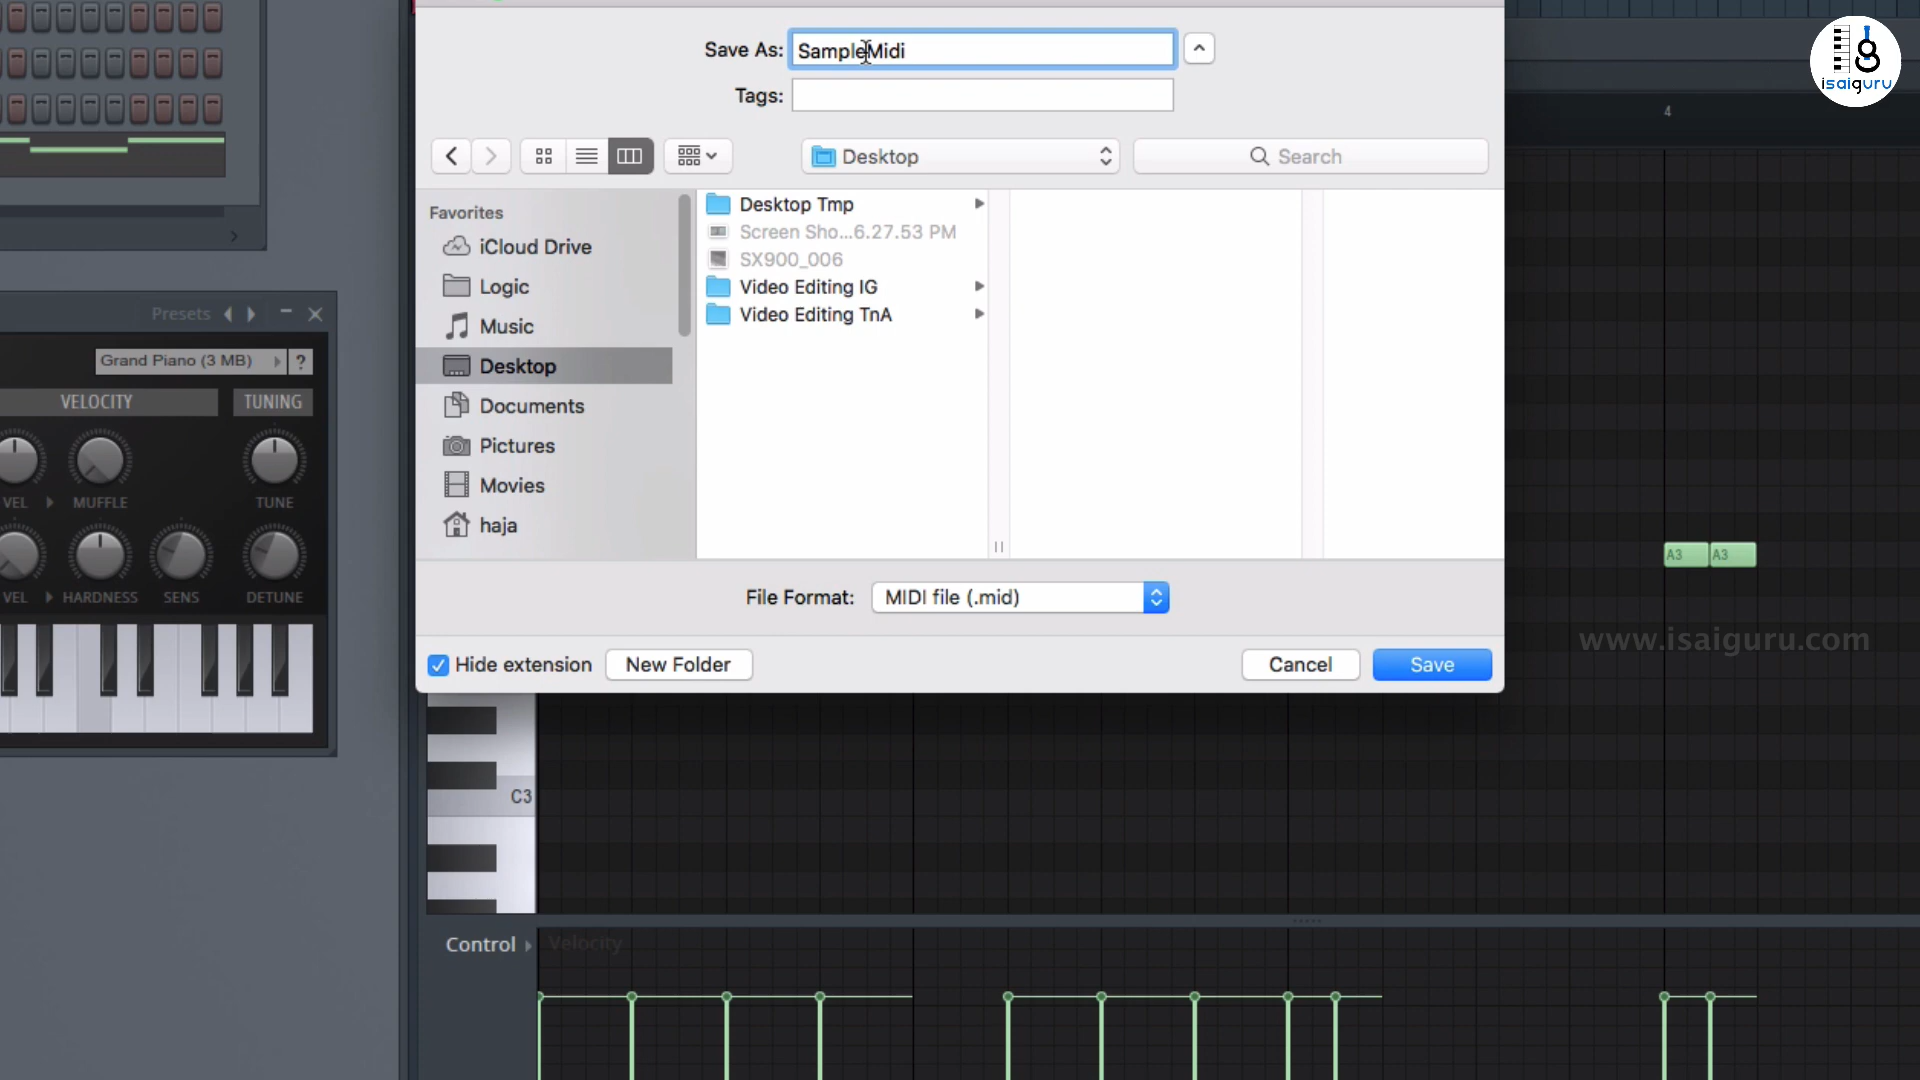 Save As: SampleMidi
Tags:
isaiguru
4
Desktop
Search
Favorites
iCloud Drive
Logic
Music
Desktop
Documents
Pictures
Movies
haja
Desktop Tmp
Screen Sho...6.27.53 PM
SX900_006
Video Editing IG
Video Editing TnA
Presets
Grand Piano (3 MB) ?
VELOCITY TUNING
VEL MUFFLE TUNE
VEL HARDNESS SENS DETUNE
A3 A3
File Format: MIDI file (.mid)
www.isaiguru.com
Hide extension New Folder Cancel Save
C3
Control Velocity